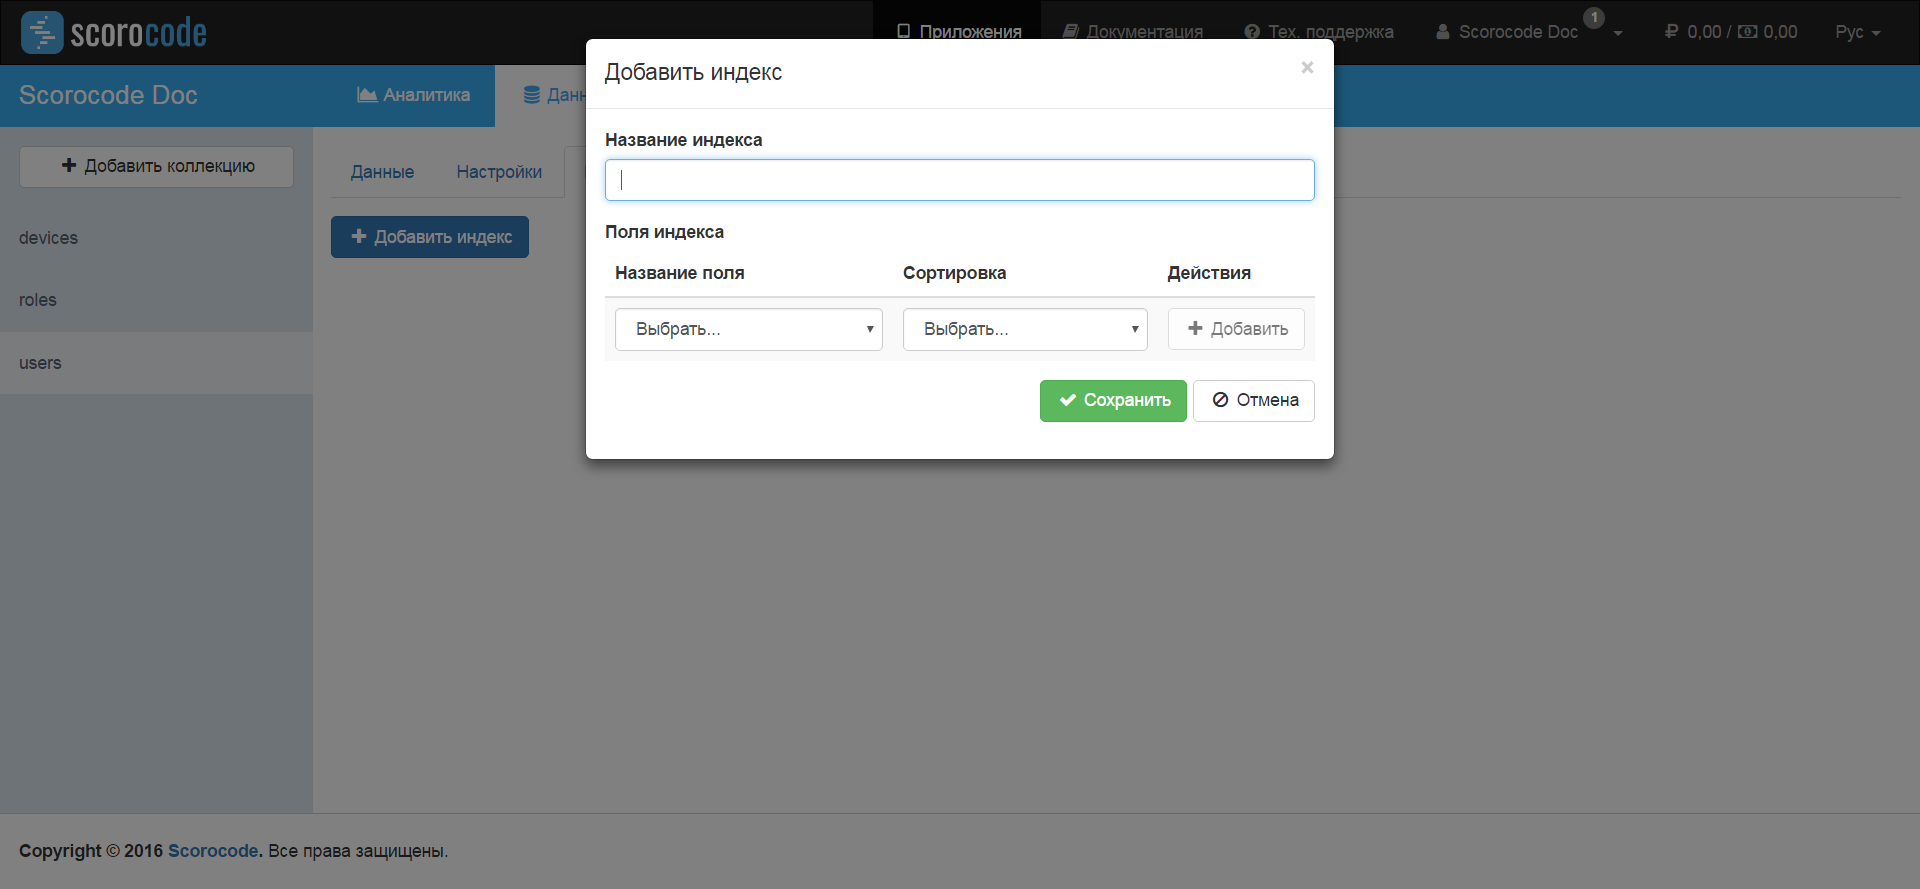 scorocode
Приложения
Документация
Тех. поддержка
Scorocode Doc
1
0,00 /
0,00
Рус
Scorocode Doc
Аналитика
Добавить коллекцию
devices
roles
users
Данные
Настройки
Добавить индекс
Добавить индекс
×
Название индекса
Поля индекса
Название поля
Сортировка
Действия
Выбрать...
Выбрать...
Добавить
Сохранить
Отмена
Copyright © 2016 Scorocode. Все права защищены.